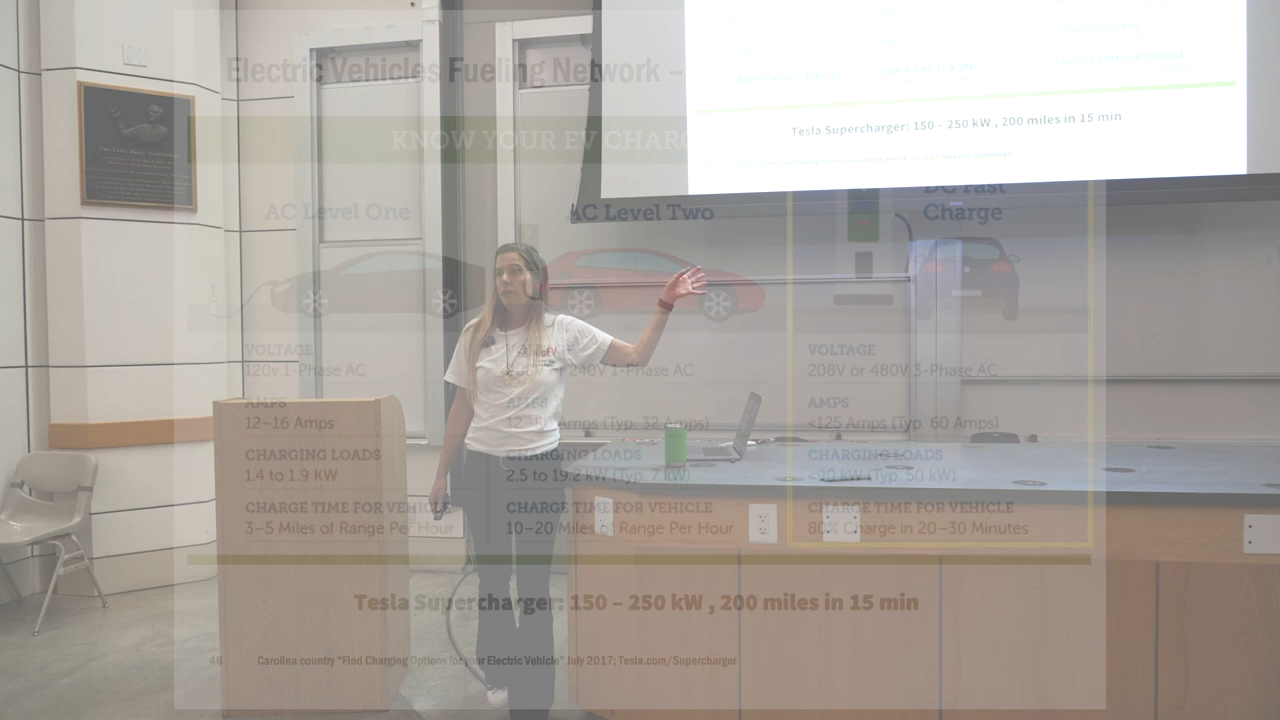 Electric Vehicles Fueling Network –
KNOW YOUR EV CHARG
AC Level One
AC Level Two
DC Fast
Charge
VOLTAGE
120v 1-Phase AC
240V 1-Phase AC
VOLTAGE
208V or 480V 3-Phase AC
AMPS
12–16 Amps
AMPS
Amps (Typ. 32 Amps)
AMPS
<125 Amps (Typ. 60 Amps)
CHARGING LOADS
1.4 to 1.9 KW
CHARGING LOADS
2.5 to 19.2 kW (Typ. 7 kW)
CHARGING LOADS
<90 kW (Typ. 50 kW)
CHARGE TIME FOR VEHICLE
3–5 Miles of Range Per Hour
CHARGE TIME FOR VEHICLE
10–20 Miles of Range Per Hour
CHARGE TIME FOR VEHICLE
80% Charge in 20–30 Minutes
Tesla Supercharger: 150 – 250 kW , 200 miles in 15 min
46 Carolina country "Find Charging Options for your Electric Vehicle" July 2017; Tesla.com/Supercharger
Tesla Supercharger: 150 – 250 kW , 200 miles in 15 min